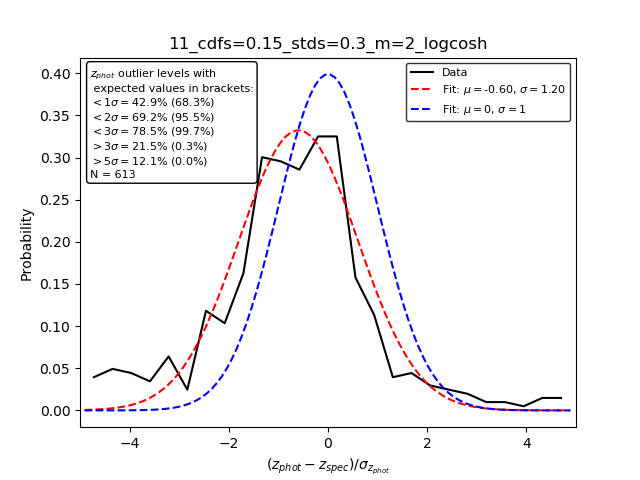 11_cdfs=0.15_stds=0.3_m=2_logcosh
z_phot outlier levels with
expected values in brackets:
<1σ = 42.9% (68.3%)
<2σ = 69.2% (95.5%)
<3σ = 78.5% (99.7%)
>3σ = 21.5% (0.3%)
>5σ = 12.1% (0.0%)
N = 613
Data
Fit: μ = -0.60, σ = 1.20
Fit: μ = 0, σ = 1
0.40
0.35
0.30
0.25
0.20
0.15
0.10
0.05
0.00
Probability
−4 −2 0 2 4
(z_phot − z_spec)/σ_z_phot